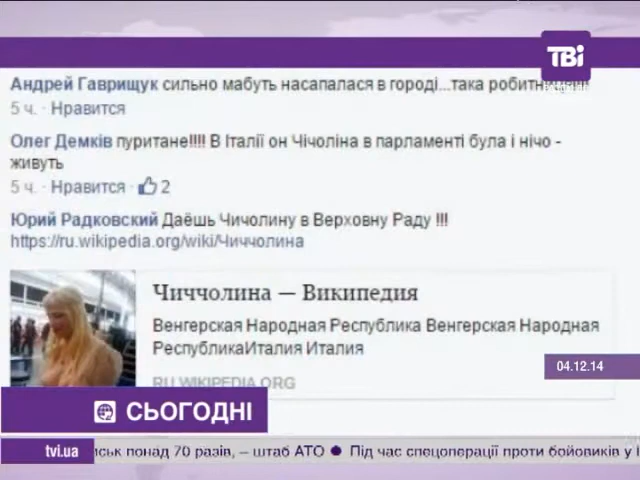 ТВі
Андрей Гаврищук сильно мабуть насапалася в городі...така
5 ч. · Нравится
Олег Демків пуритане!!!! В Італії он Чічоліна в парламенті була і нічо -
живуть
5 ч. · Нравится · 2
Юрий Радковский Даёшь Чичолину в Верховну Раду !!!
https://ru.wikipedia.org/wiki/Чиччолина
Чиччолина — Википедия
Венгерская Народная Республика Венгерская Народная
РеспубликаИталия Италия
RU.WIKIPEDIA.ORG
04.12.14
СЬОГОДНІ
tvi.ua
понад 70 разів, – штаб АТО ● Під час спецоперації проти бойовиків у